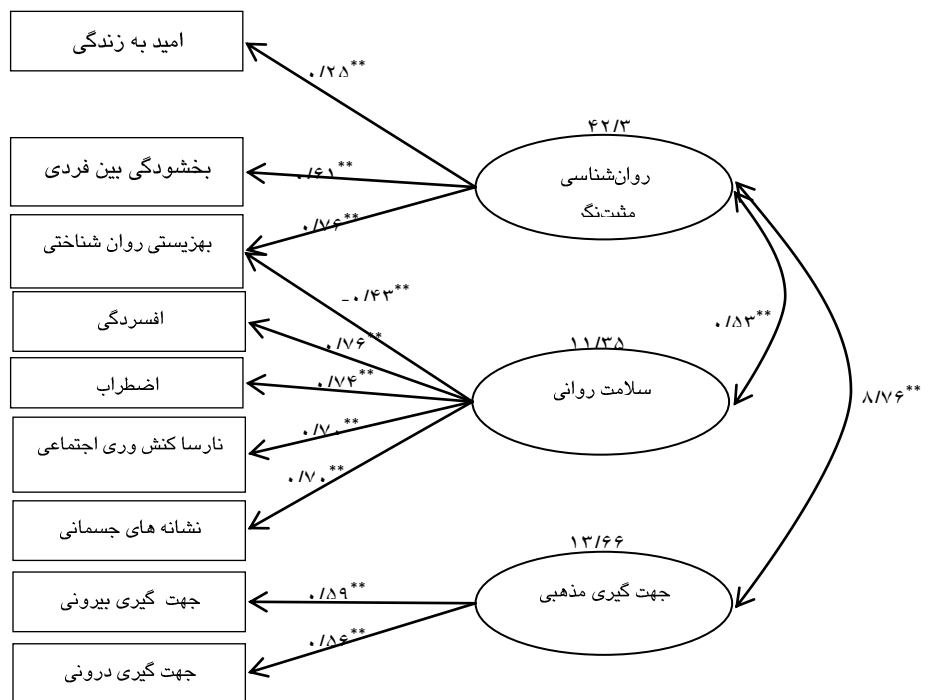 امید به زندگی
۰/۲۵**
۴۲/۳
بخشودگی بین فردی
۰/۶۱**
روان‌شناسی
مثبت‌نگ
بهزیستی روان شناختی
۰/۷۶**
-۰/۴۳**
افسردگی
۰/۷۶**
۰/۵۳**
۱۱/۳۵
اضطراب
۰/۷۴**
سلامت روانی
۸/۷۶**
نارسا کنش وری اجتماعی
۰/۷۰**
نشانه های جسمانی
۰/۷۰**
۱۳/۶۶
جهت گیری بیرونی
۰/۵۹**
جهت گیری مذهبی
جهت گیری درونی
۰/۵۶**